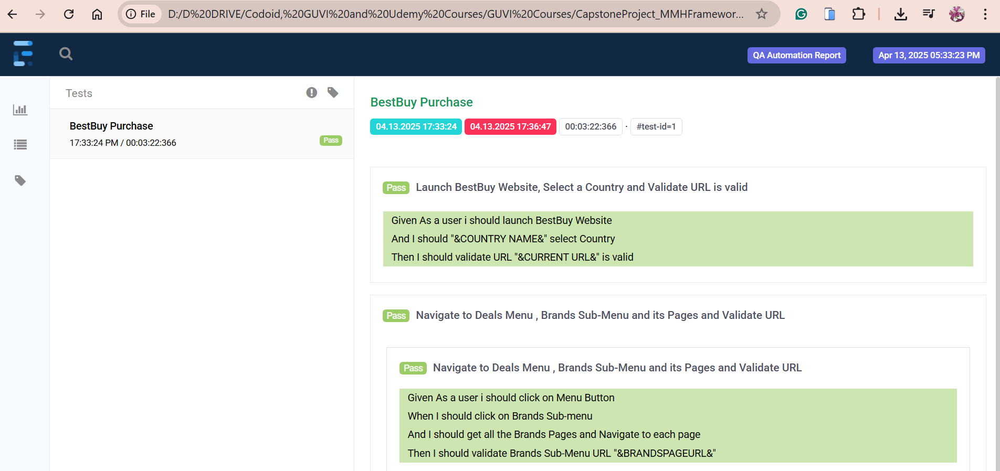 File D:/D%20DRIVE/Codoid,%20GUVI%20and%20Udemy%20Courses/GUVI%20Courses/CapstoneProject_MMHFramewor...
QA Automation Report Apr 13, 2025 05:33:23 PM
Tests
BestBuy Purchase
17:33:24 PM / 00:03:22:366 Pass
BestBuy Purchase
04.13.2025 17:33:24 04.13.2025 17:36:47 00:03:22:366 · #test-id=1
Pass Launch BestBuy Website, Select a Country and Validate URL is valid
Given As a user i should launch BestBuy Website
And I should "&COUNTRY NAME&" select Country
Then I should validate URL "&CURRENT URL&" is valid
Pass Navigate to Deals Menu , Brands Sub-Menu and its Pages and Validate URL
Pass Navigate to Deals Menu , Brands Sub-Menu and its Pages and Validate URL
Given As a user i should click on Menu Button
When I should click on Brands Sub-menu
And I should get all the Brands Pages and Navigate to each page
Then I should validate Brands Sub-Menu URL "&BRANDSPAGEURL&"